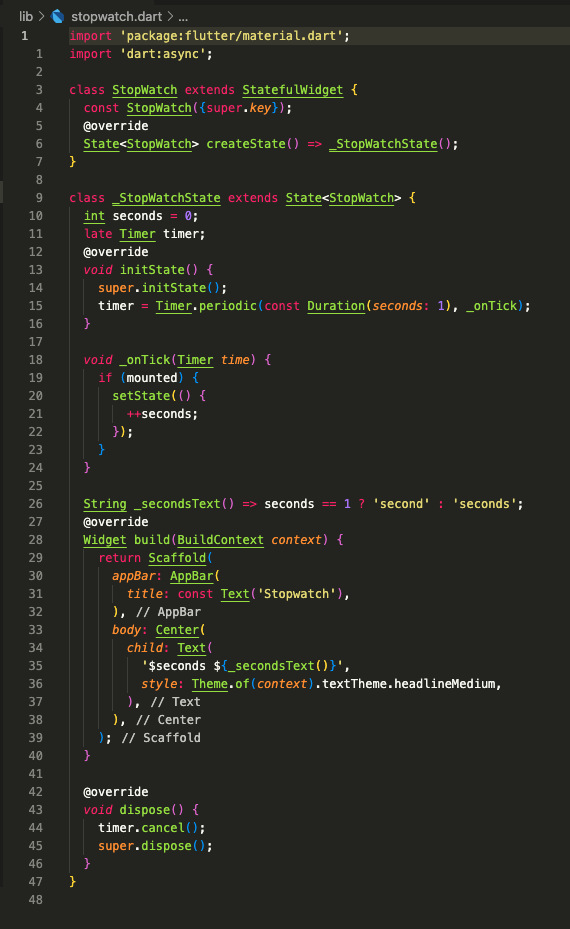 lib > stopwatch.dart > ...
1 import 'package:flutter/material.dart';
1 import 'dart:async';
2
3 class StopWatch extends StatefulWidget {
4 const StopWatch({super.key});
5 @override
6 State<StopWatch> createState() => _StopWatchState();
7 }
8
9 class _StopWatchState extends State<StopWatch> {
10 int seconds = 0;
11 late Timer timer;
12 @override
13 void initState() {
14 super.initState();
15 timer = Timer.periodic(const Duration(seconds: 1), _onTick);
16 }
17
18 void _onTick(Timer time) {
19 if (mounted) {
20 setState(() {
21 ++seconds;
22 });
23 }
24 }
25
26 String _secondsText() => seconds == 1 ? 'second' : 'seconds';
27 @override
28 Widget build(BuildContext context) {
29 return Scaffold(
30 appBar: AppBar(
31 title: const Text('Stopwatch'),
32 ), // AppBar
33 body: Center(
34 child: Text(
35 '$seconds ${_secondsText()}',
36 style: Theme.of(context).textTheme.headlineMedium,
37 ), // Text
38 ), // Center
39 ); // Scaffold
40 }
41
42 @override
43 void dispose() {
44 timer.cancel();
45 super.dispose();
46 }
47 }
48